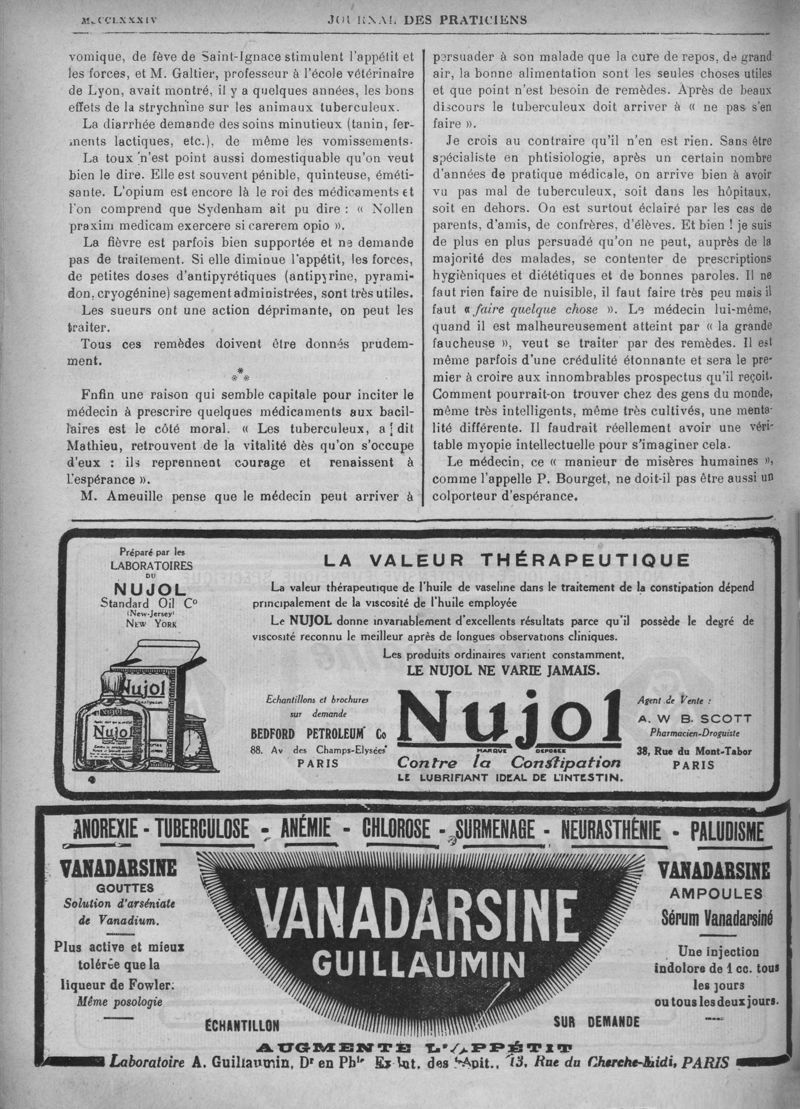 M..CCLXXXIV
JOURNAL DES PRATICIENS
vomique, de fève de Saint-Ignace stimulent l'appétit et
les forces, et M. Galtier, professeur à l'école vétérinaire
de Lyon, avait montré, il y a quelques années, les bons
effets de la strychnine sur les animaux tuberculeux.
La diarrhée demande des soins minutieux (tanin, fer-
ments lactiques, etc.), de même les vomissements.
La toux n'est point aussi domestiquable qu'on veut
bien le dire. Elle est souvent pénible, quinteuse, éméti-
sante. L'opium est encore là le roi des médicaments et
l'on comprend que Sydenham ait pu dire : « Nollen
praxim medicam exercere si carerem opio ».
La fièvre est parfois bien supportée et ne demande
pas de traitement. Si elle diminue l'appétit, les forces,
de petites doses d'antipyrétiques (antipyrine, pyrami-
don, cryogénine) sagement administrées, sont très utiles.
Les sueurs ont une action déprimante, on peut les
traiter.
Tous ces remèdes doivent être donnés prudem-
ment.
* * *
Enfin une raison qui semble capitale pour inciter le
médecin à prescrire quelques médicaments aux bacil-
laires est le côté moral. « Les tuberculeux, a dit
Mathieu, retrouvent de la vitalité dès qu'on s'occupe
d'eux : ils reprennent courage et renaissent à
l'espérance ».
M. Ameuille pense que le médecin peut arriver à
persuader à son malade que la cure de repos, de grand
air, la bonne alimentation sont les seules choses utiles
et que point n'est besoin de remèdes. Après de beaux
discours le tuberculeux doit arriver à « ne pas s'en
faire ».
Je crois au contraire qu'il n'en est rien. Sans être
spécialiste en phtisiologie, après un certain nombre
d'années de pratique médicale, on arrive bien à avoir
vu pas mal de tuberculeux, soit dans les hôpitaux,
soit en dehors. On est surtout éclairé par les cas de
parents, d'amis, de confrères, d'élèves. Et bien ! je suis
de plus en plus persuadé qu'on ne peut, auprès de la
majorité des malades, se contenter de prescriptions
hygièniques et diététiques et de bonnes paroles. Il ne
faut rien faire de nuisible, il faut faire très peu mais il
faut « faire quelque chose ». Le médecin lui-même,
quand il est malheureusement atteint par « la grande
faucheuse », veut se traiter par des remèdes. Il est
même parfois d'une crédulité étonnante et sera le pre-
mier à croire aux innombrables prospectus qu'il reçoit.
Comment pourrait-on trouver chez des gens du monde,
même très intelligents, même très cultivés, une menta-
lité différente. Il faudrait réellement avoir une véri-
table myopie intellectuelle pour s'imaginer cela.
Le médecin, ce « manieur de misères humaines »,
comme l'appelle P. Bourget, ne doit-il pas être aussi un
colporteur d'espérance.
Préparé par les
LABORATOIRES
DU
NUJOL
Standard Oil Co
(New-Jersey)
NEW YORK
Nujol
LA VALEUR THÉRAPEUTIQUE
La valeur thérapeutique de l'huile de vaseline dans le traitement de la constipation dépend
principalement de la viscosité de l'huile employée
Le NUJOL donne invariablement d'excellents résultats parce qu'il possède le degré de
viscosité reconnu le meilleur après de longues observations cliniques.
Les produits ordinaires varient constamment,
LE NUJOL NE VARIE JAMAIS.
Echantillons et brochures
sur demande
BEDFORD PETROLEUM Co
88, Av des Champs-Elysées
PARIS
Nujol
MARQUE DEPOSÉE
Contre la Constipation
LE LUBRIFIANT IDEAL DE L'INTESTIN.
Agent de Vente :
A. W B. SCOTT
Pharmacien-Droguiste
38, Rue du Mont-Tabor
PARIS
ANOREXIE - TUBERCULOSE - ANÉMIE - CHLOROSE - SURMENAGE - NEURASTHÉNIE - PALUDISME
VANADARSINE
GOUTTES
Solution d'arséniate
de Vanadium.
Plus active et mieux
tolérée que la
liqueur de Fowler.
Même posologie
VANADARSINE
GUILLAUMIN
VANADARSINE
AMPOULES
Sérum Vanadarsiné
Une injection
indolore de 1 cc. tous
les jours
ou tous les deux jours.
ÉCHANTILLON
SUR DEMANDE
AUGMENTE L'APPÉTIT
Laboratoire A. Guillaumin, Dr en Phie Ex Int. des Hôpit., 13, Rue du Cherche-Midi, PARIS